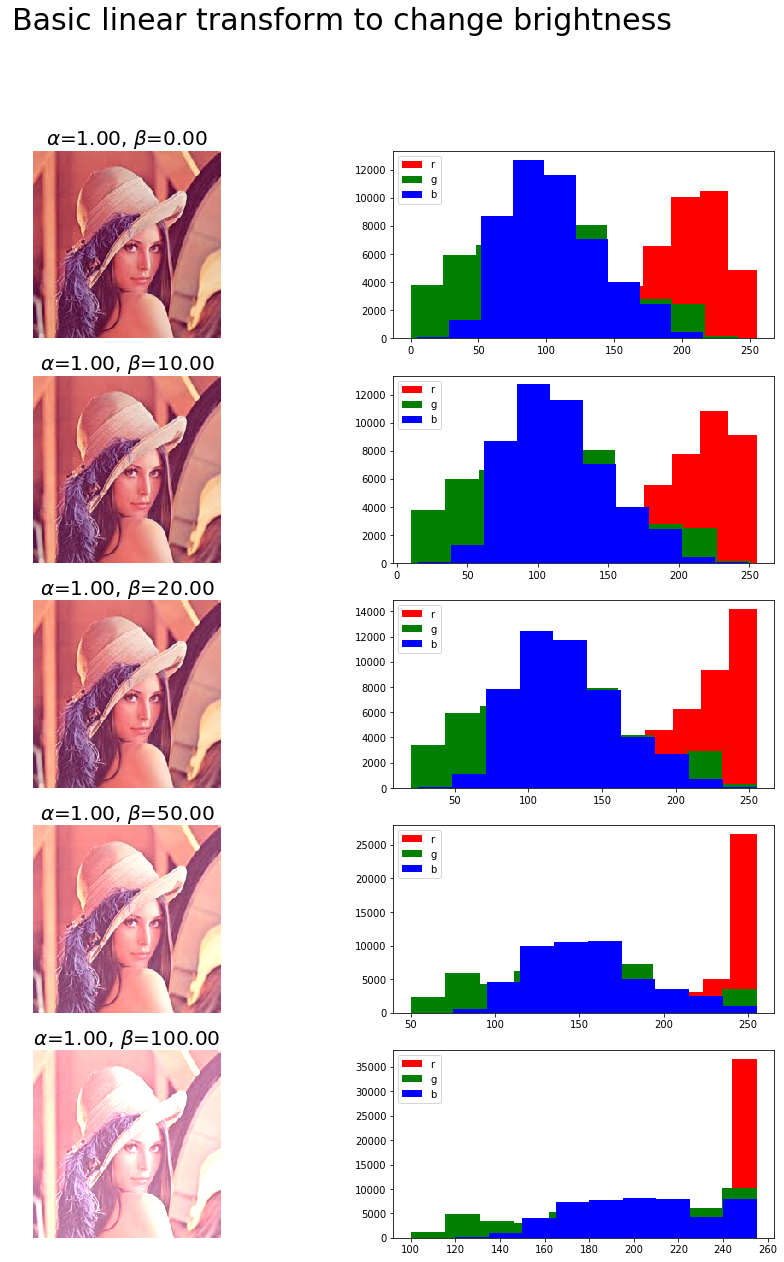 Basic linear transform to change brightness
α=1.00, β=0.00
r
g
b
12000
10000
8000
6000
4000
2000
0
0 50 100 150 200 250
α=1.00, β=10.00
r
g
b
12000
10000
8000
6000
4000
2000
0
0 50 100 150 200 250
α=1.00, β=20.00
r
g
b
14000
12000
10000
8000
6000
4000
2000
0
50 100 150 200 250
α=1.00, β=50.00
r
g
b
25000
20000
15000
10000
5000
0
50 100 150 200 250
α=1.00, β=100.00
r
g
b
35000
30000
25000
20000
15000
10000
5000
0
100 120 140 160 180 200 220 240 260